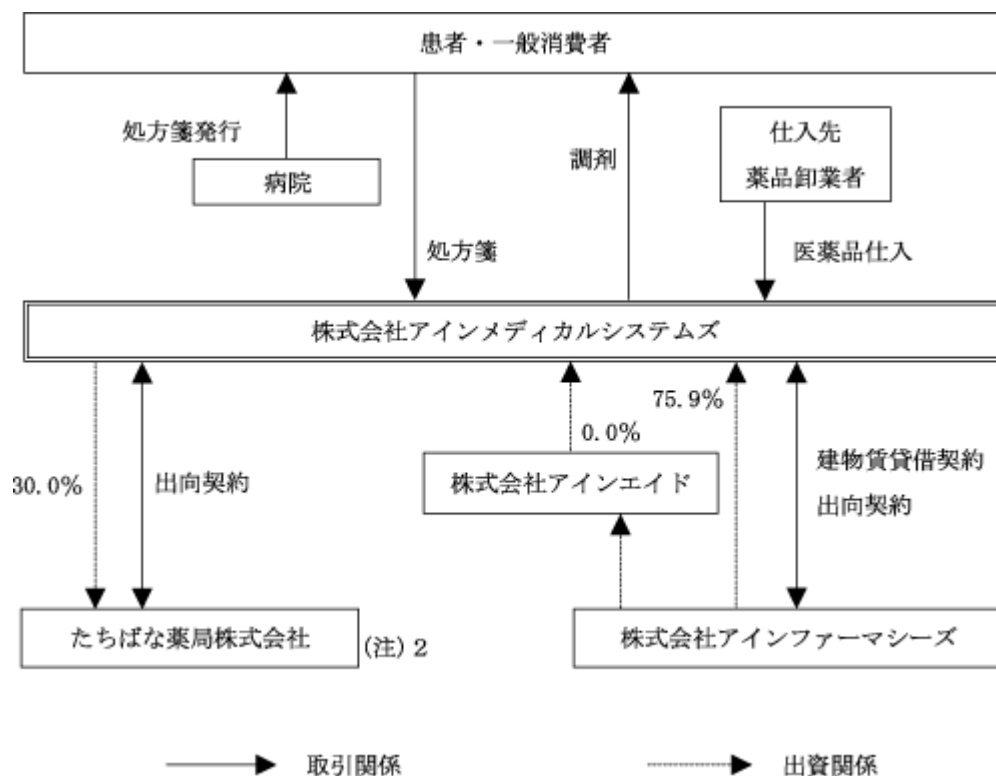 患者・一般消費者
処方箋発行
病院
処方箋
調剤
仕入先
薬品卸業者
医薬品仕入
株式会社アインメディカルシステムズ
30.0%
出向契約
0.0%
75.9%
株式会社アインエイド
建物賃貸借契約
出向契約
たちばな薬局株式会社
(注)2
株式会社アインファーマシーズ
取引関係
出資関係